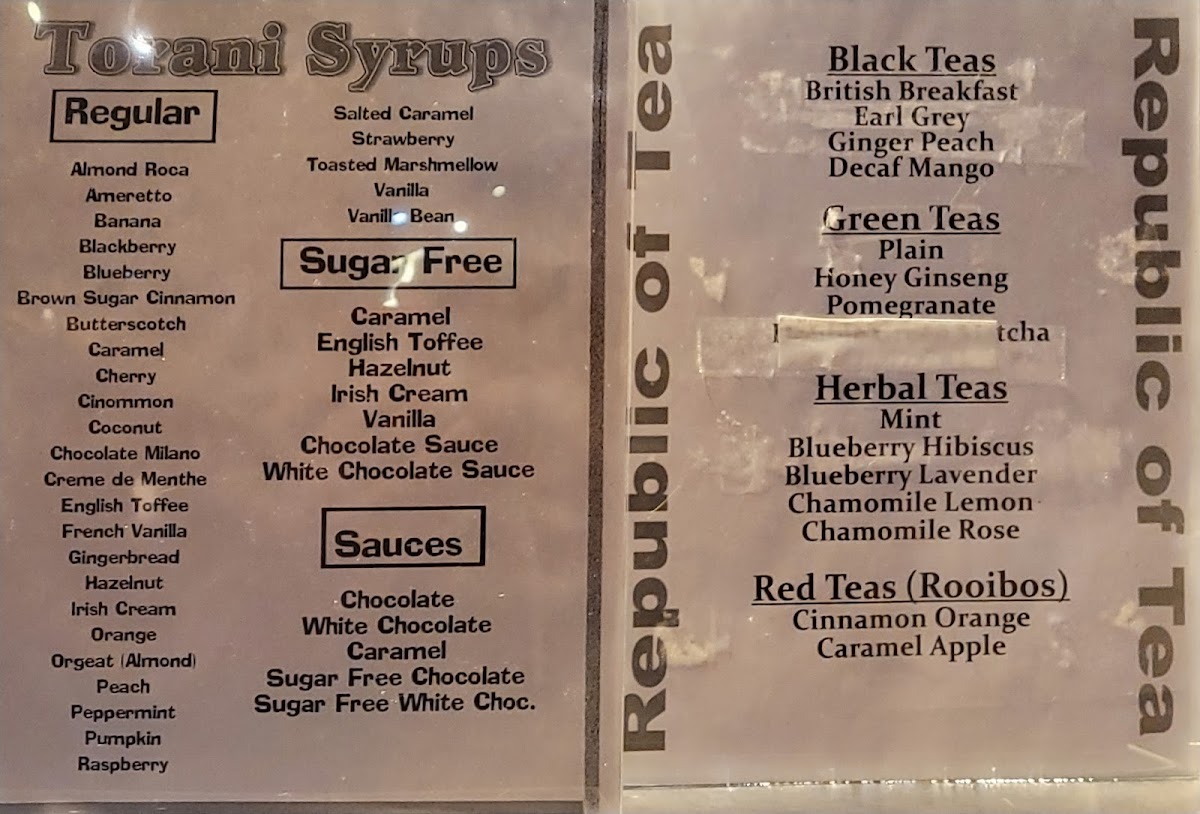 Torani Syrups
Regular
Almond Roca
Ameretto
Banana
Blackberry
Blueberry
Brown Sugar Cinnamon
Butterscotch
Caramel
Cherry
Cinommon
Coconut
Chocolate Milano
Creme de Menthe
English Toffee
French Vanilla
Gingerbread
Hazelnut
Irish Cream
Orange
Orgeat (Almond)
Peach
Peppermint
Pumpkin
Raspberry
Salted Caramel
Strawberry
Toasted Marshmellow
Vanilla
Vanilla Bean
Sugar Free
Caramel
English Toffee
Hazelnut
Irish Cream
Vanilla
Chocolate Sauce
White Chocolate Sauce
Sauces
Chocolate
White Chocolate
Caramel
Sugar Free Chocolate
Sugar Free White Choc.
Republic of Tea
Black Teas
British Breakfast
Earl Grey
Ginger Peach
Decaf Mango
Green Teas
Plain
Honey Ginseng
Pomegranate
Herbal Teas
Mint
Blueberry Hibiscus
Blueberry Lavender
Chamomile Lemon
Chamomile Rose
Red Teas (Rooibos)
Cinnamon Orange
Caramel Apple
Republic of Tea